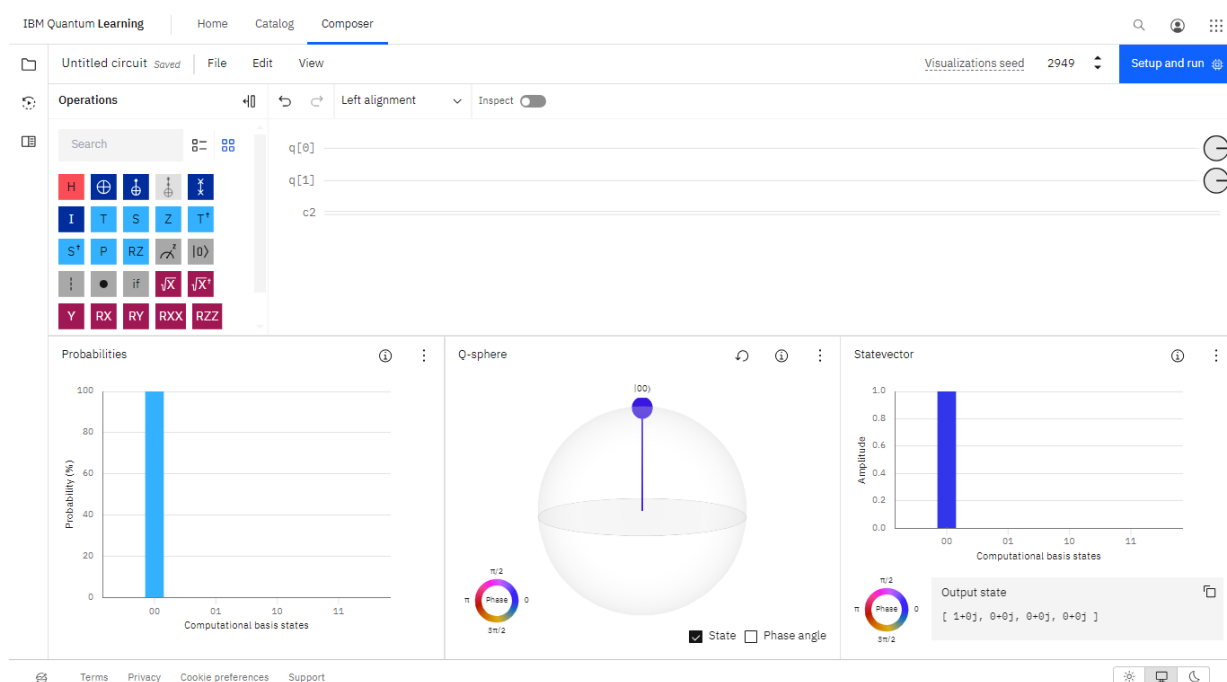 IBM Quantum Learning Home Catalog Composer
Untitled circuit Saved File Edit View Visualizations seed 2949 Setup and run
Operations Left alignment Inspect
Search
q[0]
q[1]
c2
H
I T S Z T†
S† P RZ z |0⟩
if √X √X†
Y RX RY RXX RZZ
Probabilities
100
80
60
40
20
0
Probability (%)
00 01 10 11
Computational basis states
Q-sphere
|00⟩
π/2
π Phase 0
3π/2
State Phase angle
Statevector
1.0
0.8
0.6
0.4
0.2
0.0
Amplitude
00 01 10 11
Computational basis states
π/2
π Phase 0
3π/2
Output state
[ 1+0j, 0+0j, 0+0j, 0+0j ]
Terms Privacy Cookie preferences Support